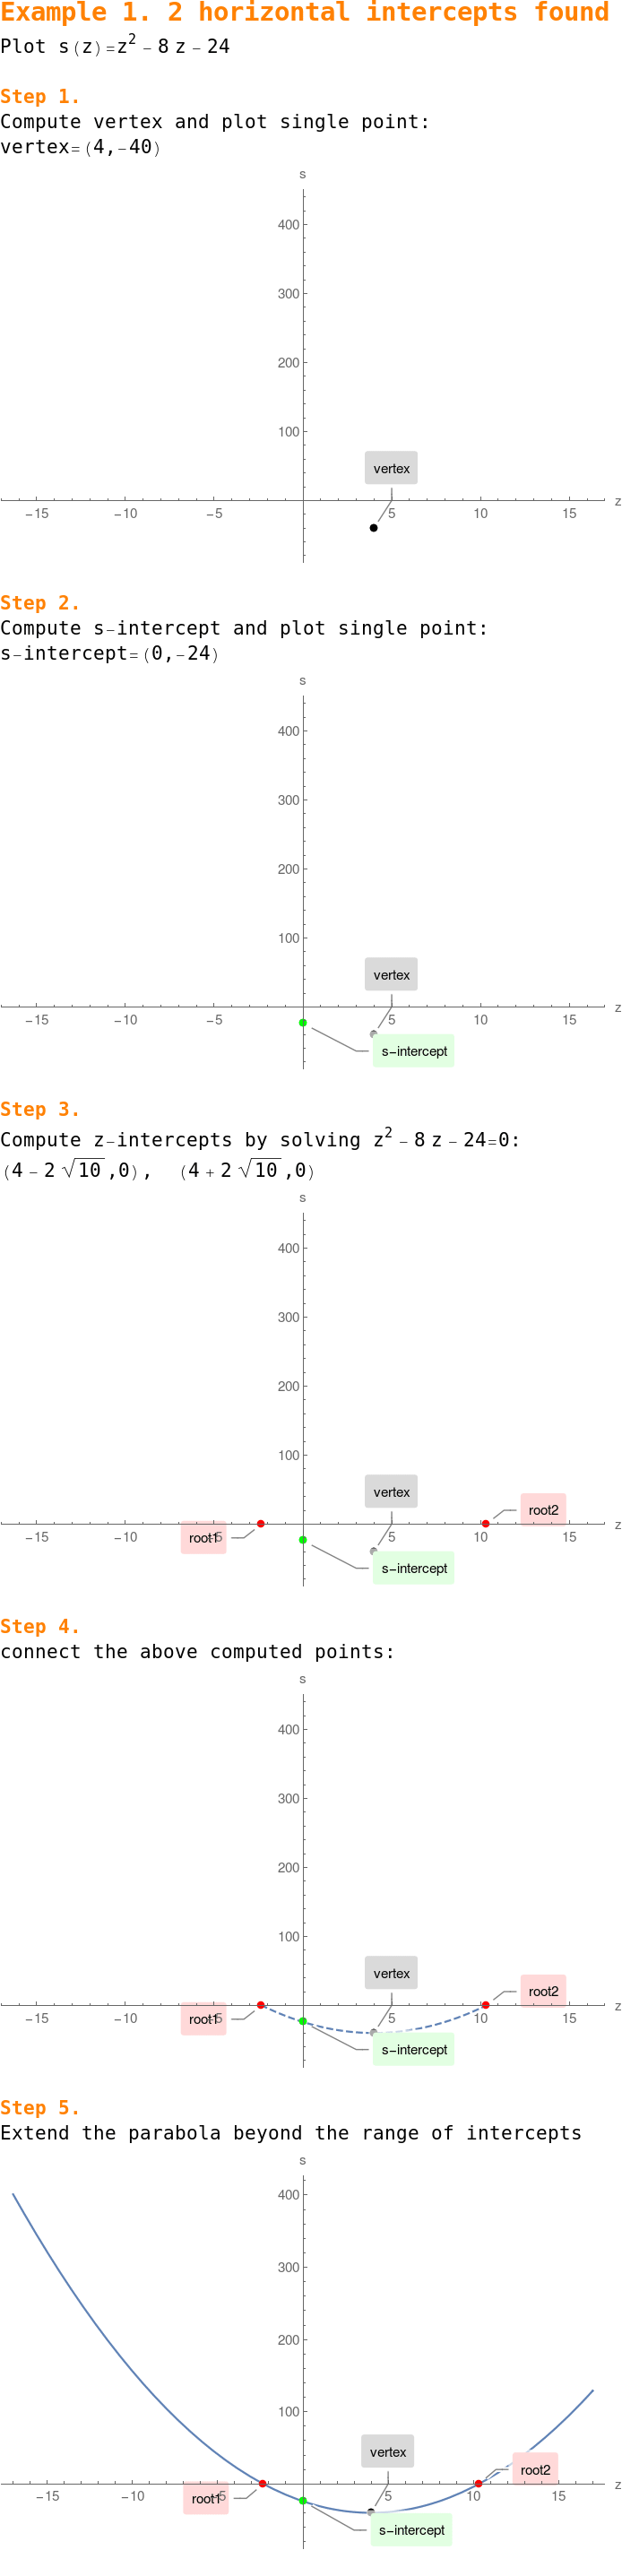 Example 1. 2 horizontal intercepts found
Plot s(z)=z² − 8 z − 24
Step 1.
Compute vertex and plot single point:
vertex=(4,−40)
s
400
300
200
100
vertex
−15 −10 −5 5 10 15 z
Step 2.
Compute s−intercept and plot single point:
s−intercept=(0,−24)
s
400
300
200
100
vertex
−15 −10 −5 5 10 15 z
s−intercept
Step 3.
Compute z−intercepts by solving z² − 8 z − 24=0:
(4 − 2 √10 ,0), (4 + 2 √10 ,0)
s
400
300
200
100
vertex
root2
−15 −10 root1 5 10 15 z
s−intercept
Step 4.
connect the above computed points:
s
400
300
200
100
vertex
root2
−15 −10 root1 5 10 15 z
s−intercept
Step 5.
Extend the parabola beyond the range of intercepts
s
400
300
200
100
vertex
root2
−15 −10 root1 −5 5 10 15 z
s−intercept